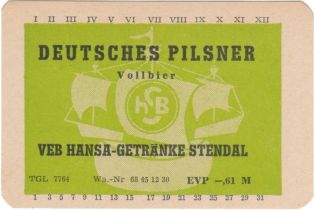 I II III IV V VI VII VIII IX X XI XII
DEUTSCHES PILSNER
Vollbier
hSB
VEB HANSA-GETRÄNKE STENDAL
TGL 7764 Wa.-Nr 68 45 12 30 EVP —,61 M
1 3 5 7 9 11 13 15 17 19 21 23 25 27 29 31